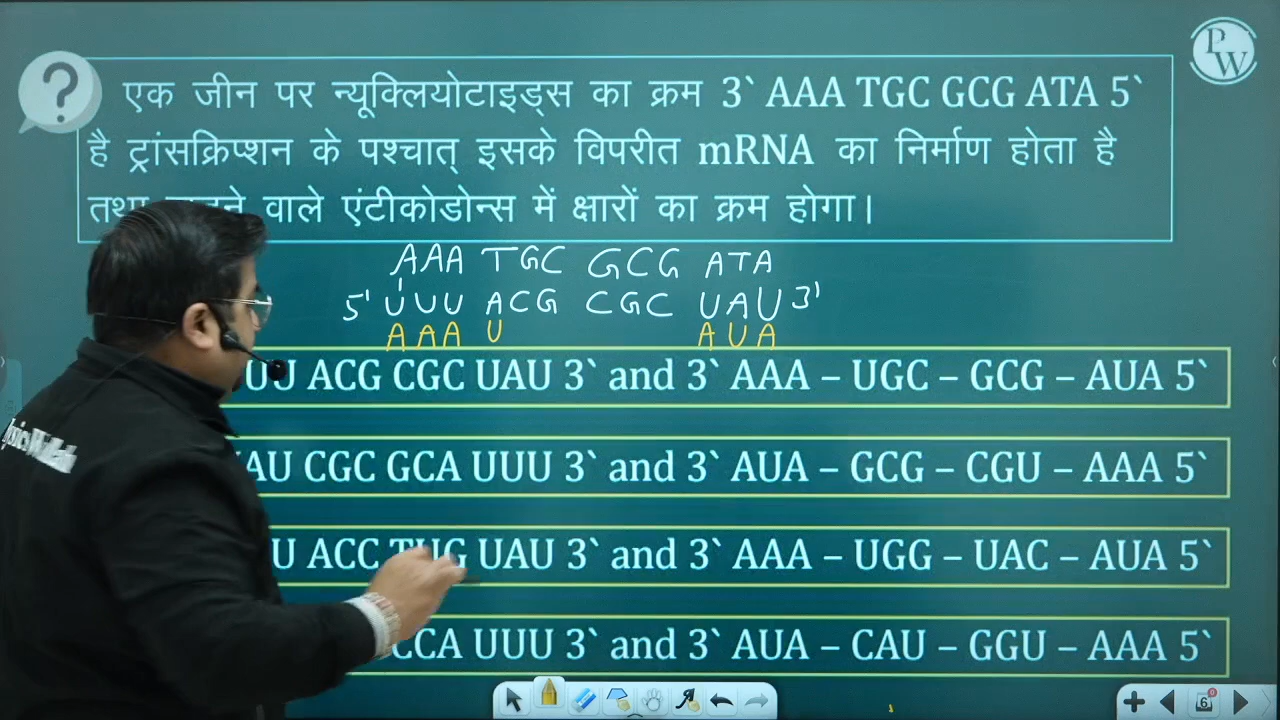 PW
?
एक जीन पर न्यूक्लियोटाइड्स का क्रम 3` AAA TGC GCG ATA 5`
है ट्रांसक्रिप्शन के पश्चात् इसके विपरीत mRNA का निर्माण होता है
वाले एंटीकोडोन्स में क्षारों का क्रम होगा।
AAA TGC GCG ATA
5' UUU ACG CGC UAU 3'
AAA U AUA
ACG CGC UAU 3` and 3` AAA – UGC – GCG – AUA 5`
CGC GCA UUU 3` and 3` AUA – GCG – CGU – AAA 5`
ACC TUG UAU 3` and 3` AAA – UGG – UAC – AUA 5`
CCA UUU 3` and 3` AUA – CAU – GGU – AAA 5`
6